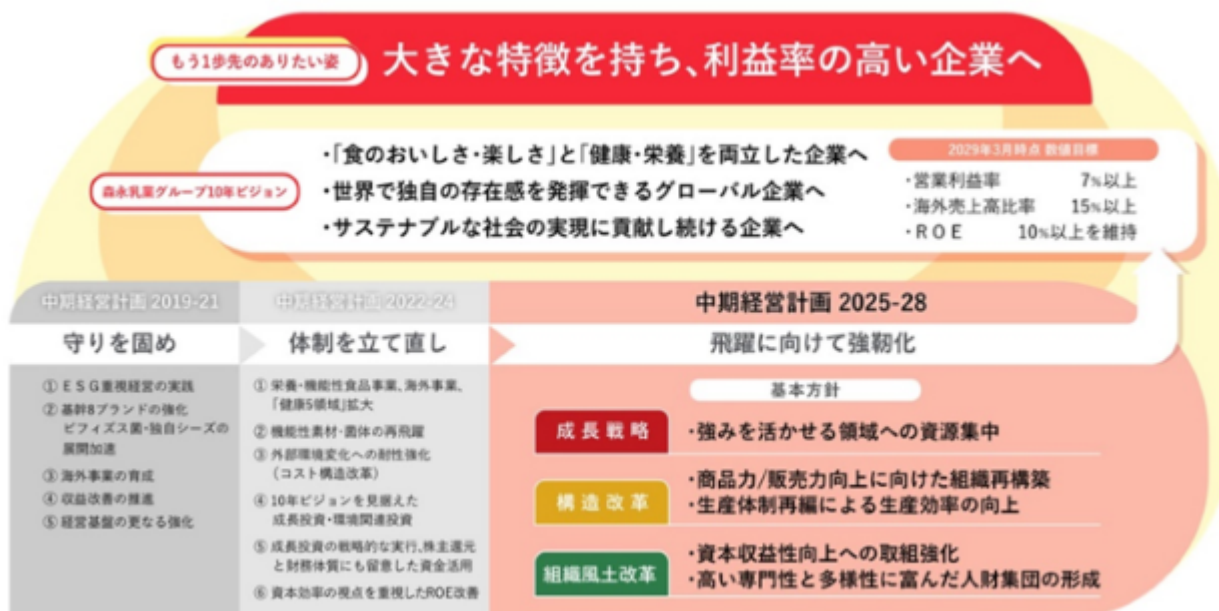 もう1歩先のありたい姿
大きな特徴を持ち、利益率の高い企業へ
森永乳業グループ10年ビジョン
・「食のおいしさ・楽しさ」と「健康・栄養」を両立した企業へ
・世界で独自の存在感を発揮できるグローバル企業へ
・サステナブルな社会の実現に貢献し続ける企業へ
2029年3月時点 数値目標
・営業利益率 7%以上
・海外売上高比率 15%以上
・ROE 10%以上を維持
中期経営計画 2019-21
守りを固め
① ESG重視経営の実践
② 基幹8ブランドの強化
ビフィズス菌・独自シーズの
展開加速
③ 海外事業の育成
④ 収益改善の推進
⑤ 経営基盤の更なる強化
中期経営計画 2022-24
体制を立て直し
① 栄養・機能性食品事業、海外事業、
「健康5領域」拡大
② 機能性素材・菌体の再飛躍
③ 外部環境変化への耐性強化
(コスト構造改革)
④ 10年ビジョンを見据えた
成長投資・環境関連投資
⑤ 成長投資の戦略的な実行、株主還元
と財務体質にも留意した資金活用
⑥ 資本効率の視点を重視したROE改善
中期経営計画 2025-28
飛躍に向けて強靭化
基本方針
成長戦略
・強みを活かせる領域への資源集中
構造改革
・商品力/販売力向上に向けた組織再構築
・生産体制再編による生産効率の向上
組織風土改革
・資本収益性向上への取組強化
・高い専門性と多様性に富んだ人財集団の形成